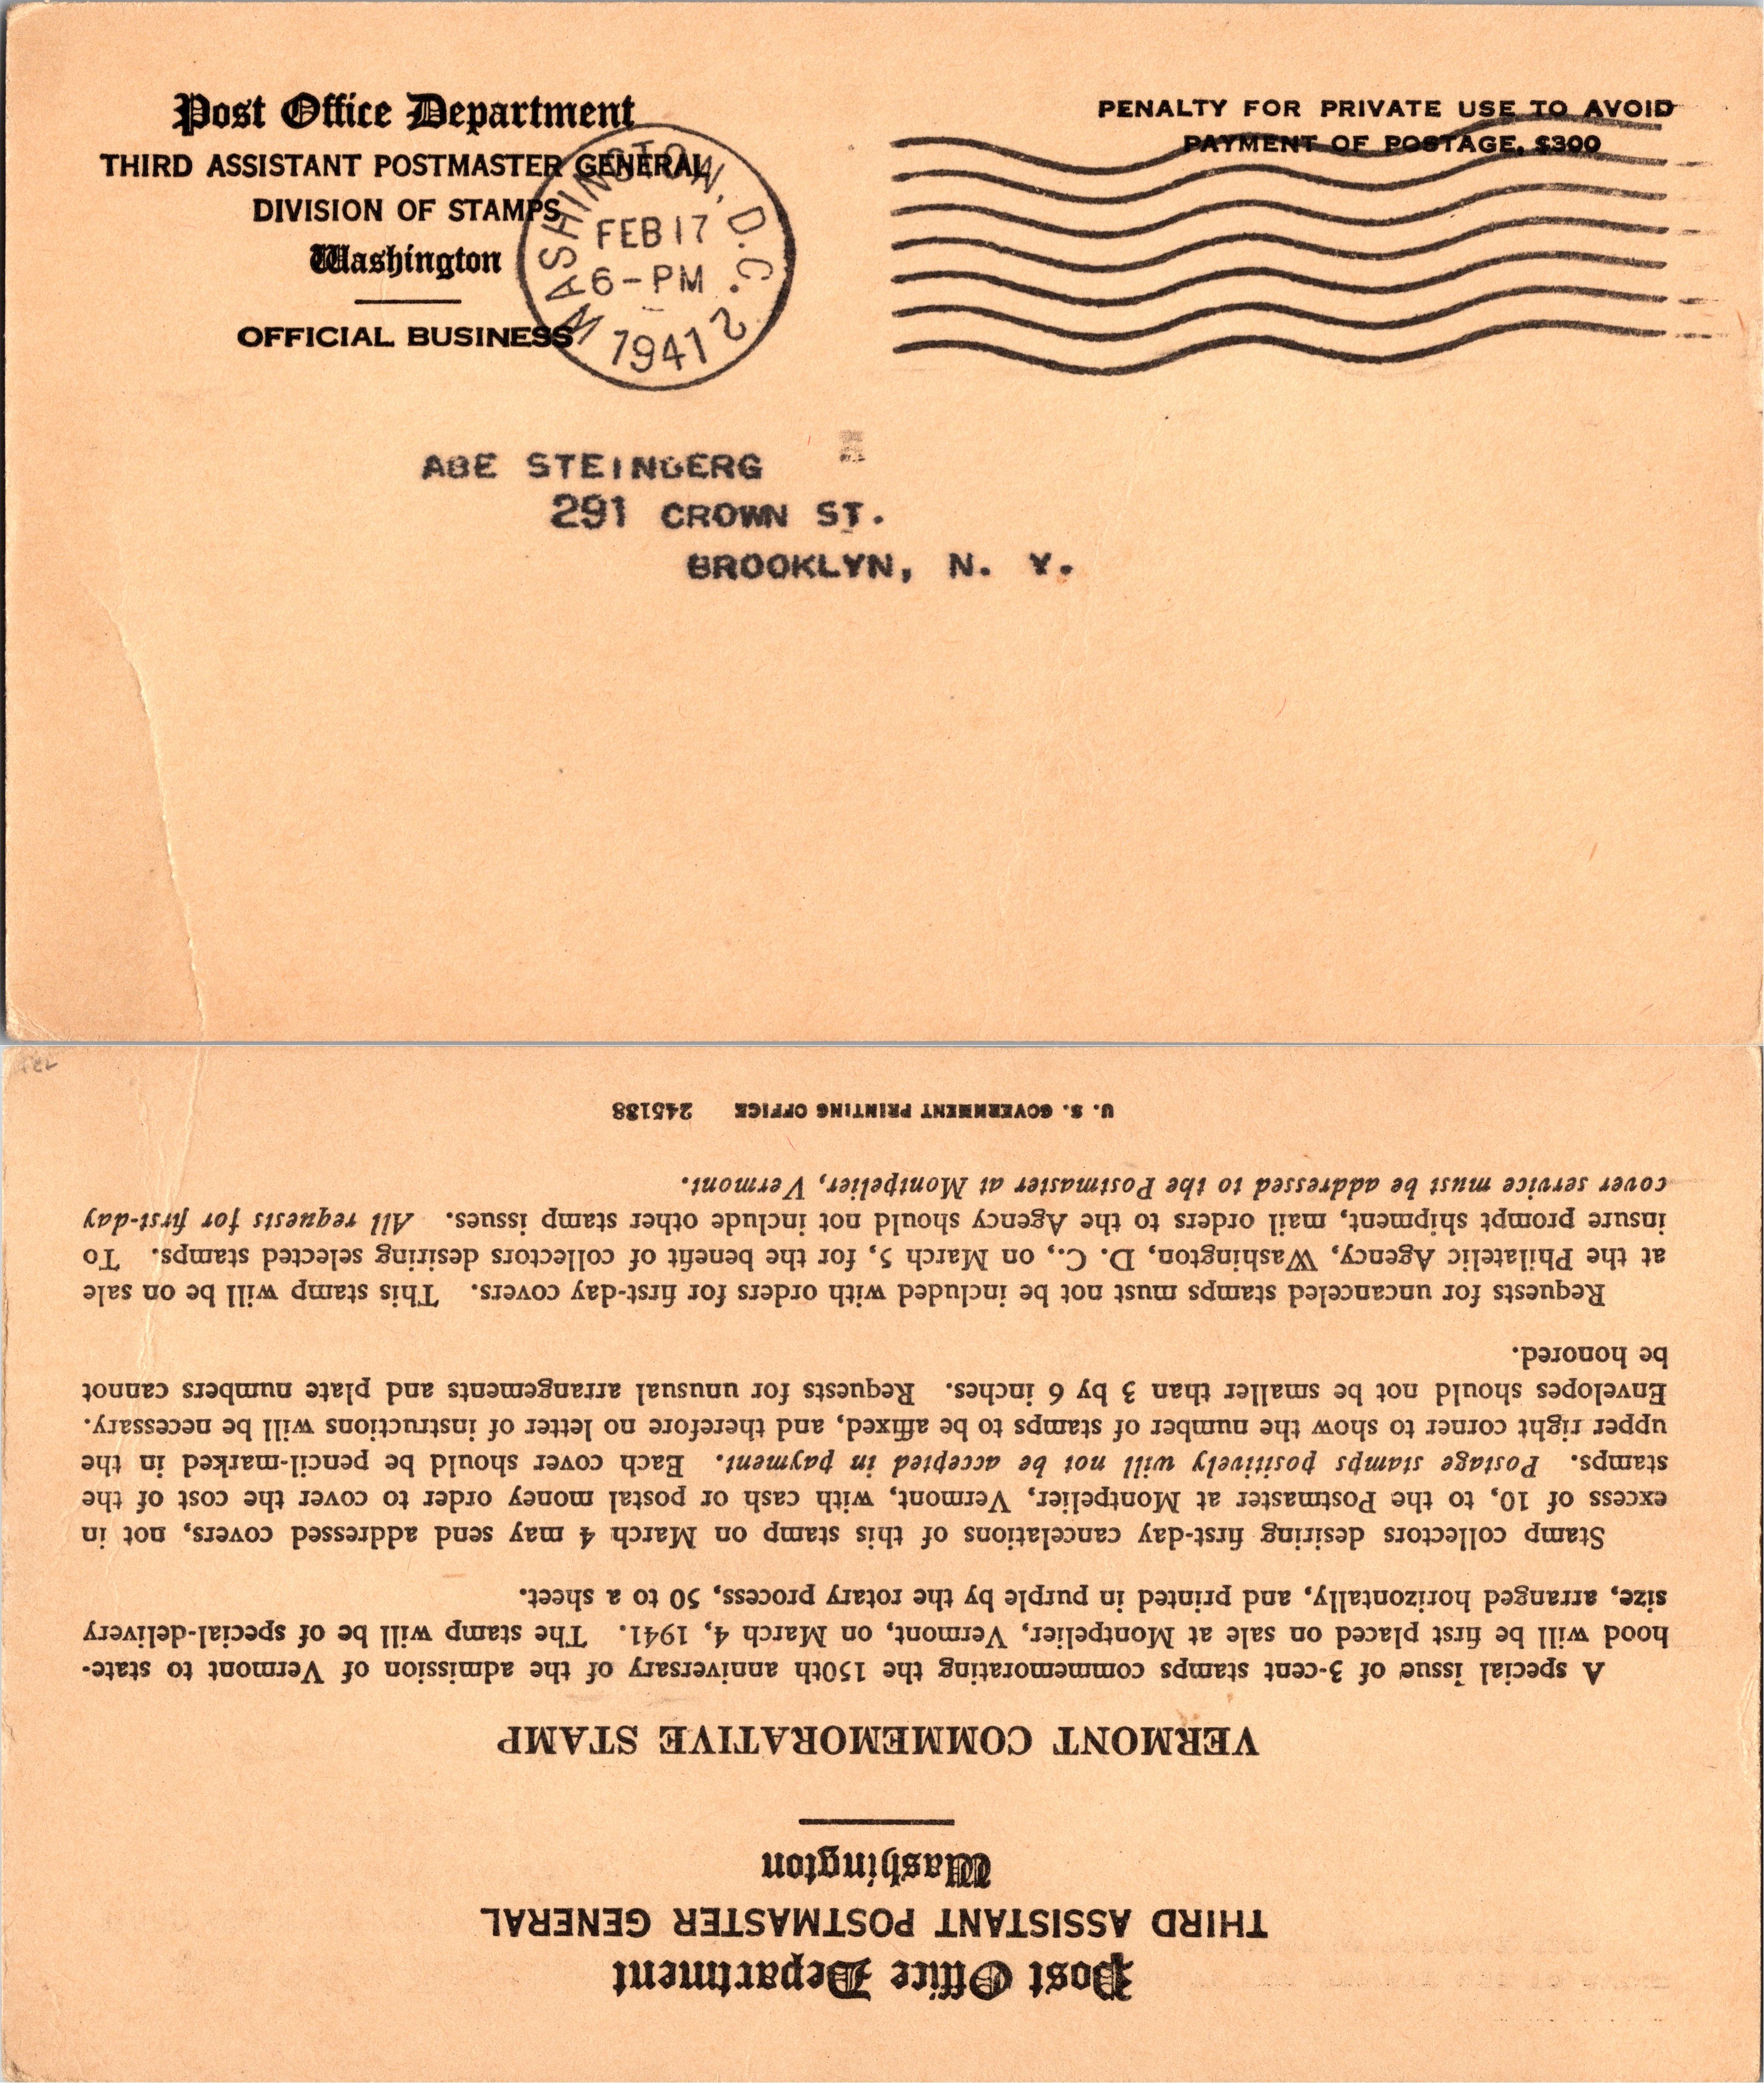 Post Office Department
THIRD ASSISTANT POSTMASTER GENERAL
DIVISION OF STAMPS
Washington
OFFICIAL BUSINESS
WASHINGTON, D.C. 2
FEB 17
6-PM
1941
PENALTY FOR PRIVATE USE TO AVOID
PAYMENT OF POSTAGE, $300
ABE STEINBERG
291 CROWN ST.
BROOKLYN, N. Y.
Post Office Department
THIRD ASSISTANT POSTMASTER GENERAL
Washington
VERMONT COMMEMORATIVE STAMP
A special issue of 3-cent stamps commemorating the 150th anniversary of the admission of Vermont to state-
hood will be first placed on sale at Montpelier, Vermont, on March 4, 1941. The stamp will be of special-delivery
size, arranged horizontally, and printed in purple by the rotary process, 50 to a sheet.
Stamp collectors desiring first-day cancelations of this stamp on March 4 may send addressed covers, not in
excess of 10, to the Postmaster at Montpelier, Vermont, with cash or postal money order to cover the cost of the
stamps. Postage stamps positively will not be accepted in payment. Each cover should be pencil-marked in the
upper right corner to show the number of stamps to be affixed, and therefore no letter of instructions will be necessary.
Envelopes should not be smaller than 3 by 6 inches. Requests for unusual arrangements and plate numbers cannot
be honored.
Requests for uncanceled stamps must not be included with orders for first-day covers. This stamp will be on sale
at the Philatelic Agency, Washington, D. C., on March 5, for the benefit of collectors desiring selected stamps. To
insure prompt shipment, mail orders to the Agency should not include other stamp issues. All requests for first-day
cover service must be addressed to the Postmaster at Montpelier, Vermont.
U. S. GOVERNMENT PRINTING OFFICE 245188